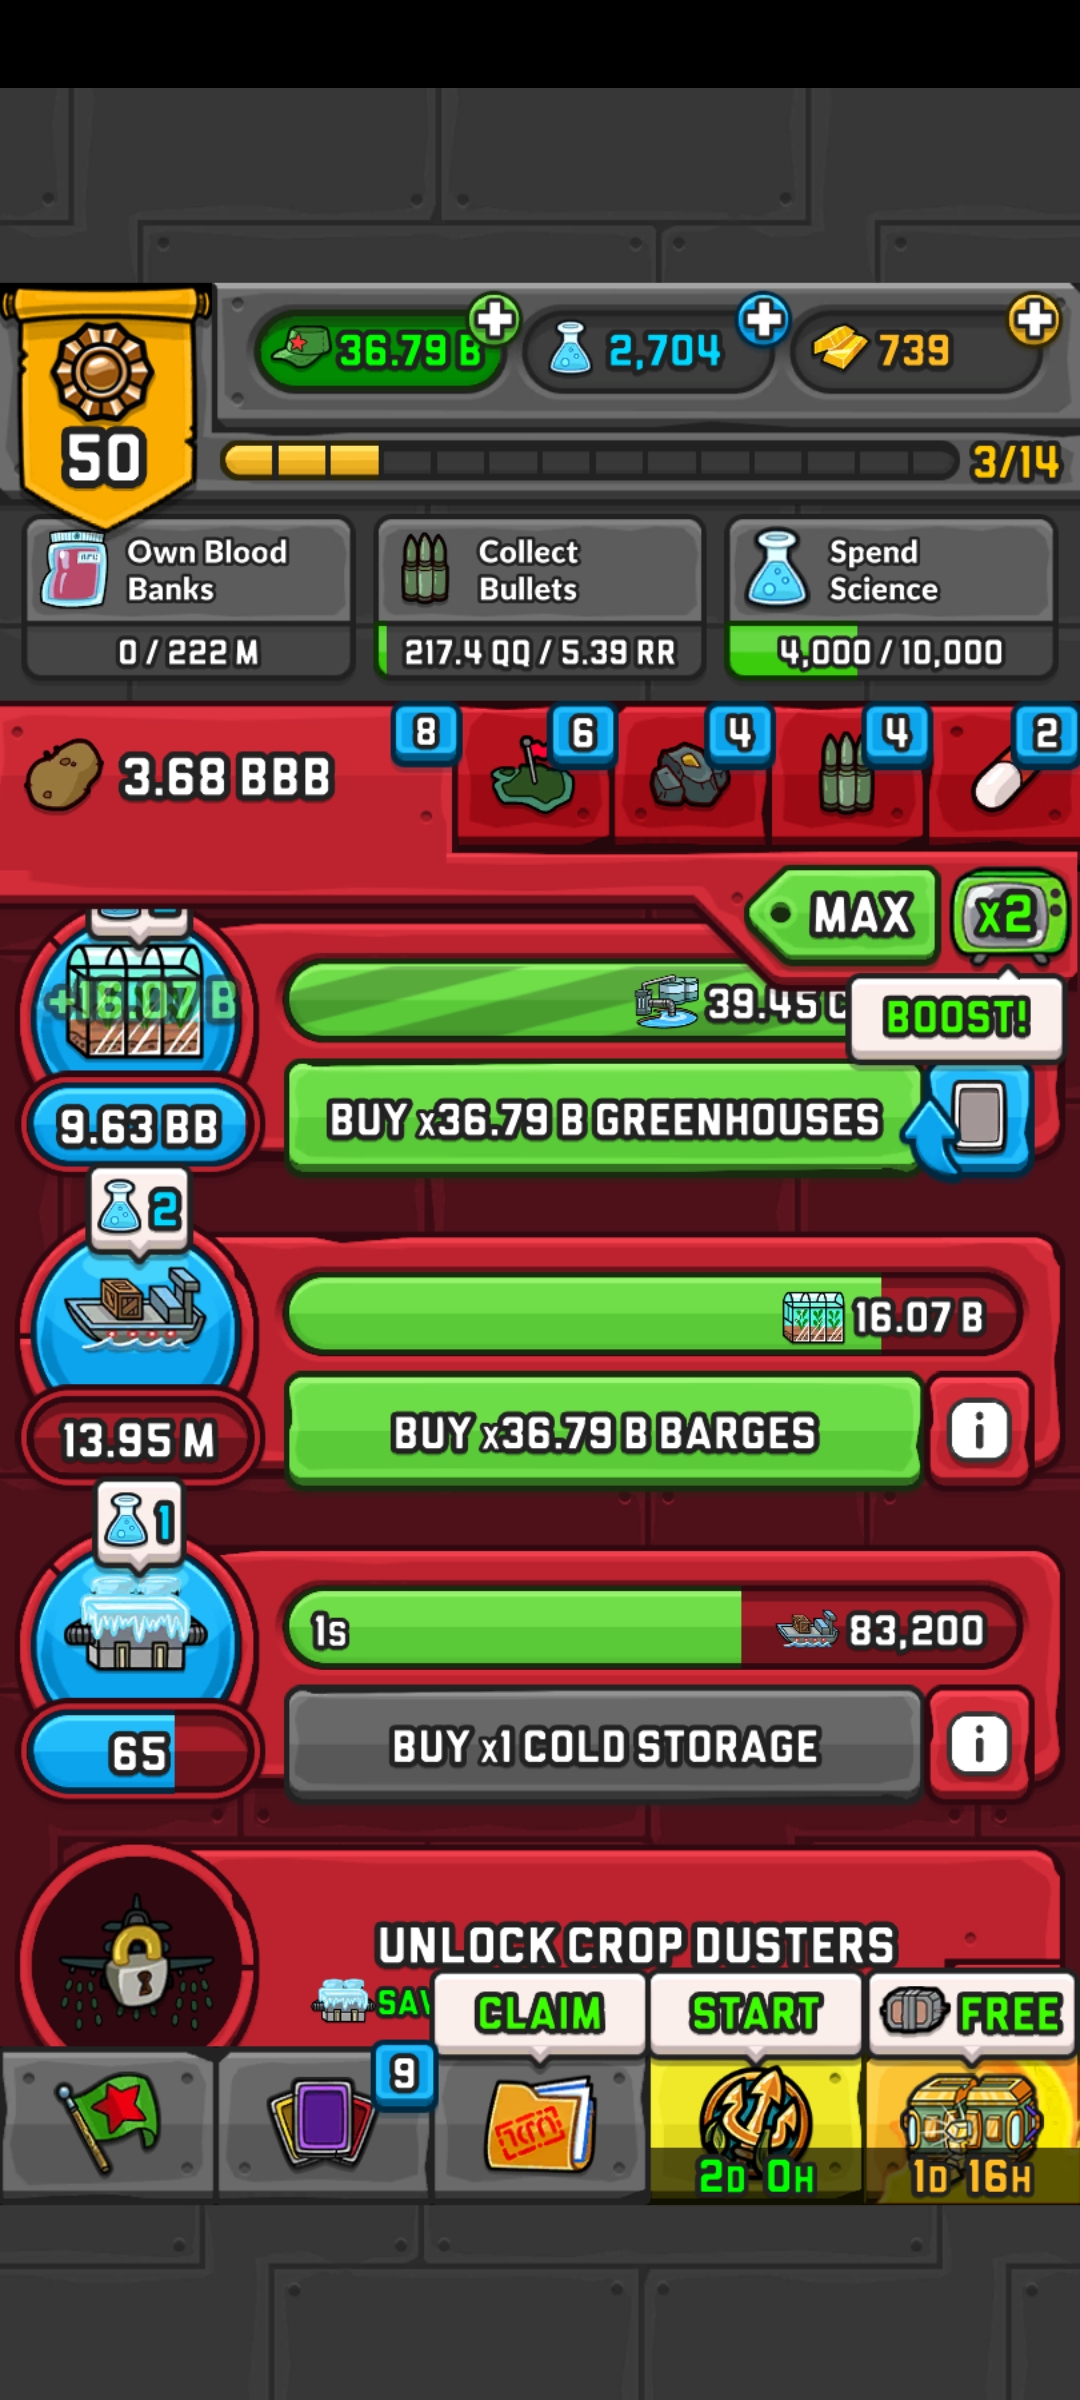 36.79 B
2,704
739
50
3/14
Own Blood
Banks
Collect
Bullets
Spend
Science
0 / 222 M
217.4 QQ / 5.39 RR
4,000 / 10,000
8
6
4
4
2
3.68 BBB
MAX
x2
+16.07 B
39.45
BOOST!
9.63 BB
BUY x36.79 B GREENHOUSES
2
16.07 B
13.95 M
BUY x36.79 B BARGES
i
1
1s
83,200
65
BUY x1 COLD STORAGE
i
UNLOCK CROP DUSTERS
CLAIM
START
FREE
9
2D 0H
1D 16H